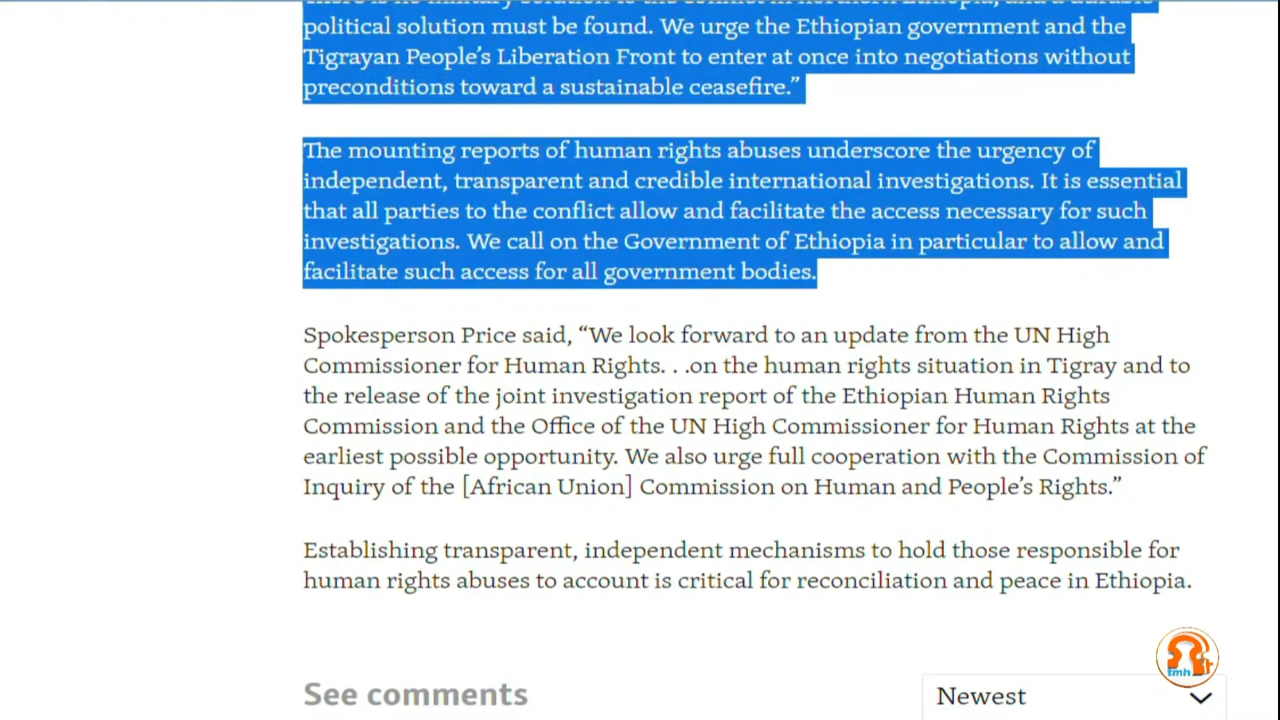 political solution must be found. We urge the Ethiopian government and the
Tigrayan People’s Liberation Front to enter at once into negotiations without
preconditions toward a sustainable ceasefire.”
The mounting reports of human rights abuses underscore the urgency of
independent, transparent and credible international investigations. It is essential
that all parties to the conflict allow and facilitate the access necessary for such
investigations. We call on the Government of Ethiopia in particular to allow and
facilitate such access for all government bodies.
Spokesperson Price said, “We look forward to an update from the UN High
Commissioner for Human Rights. . .on the human rights situation in Tigray and to
the release of the joint investigation report of the Ethiopian Human Rights
Commission and the Office of the UN High Commissioner for Human Rights at the
earliest possible opportunity. We also urge full cooperation with the Commission of
Inquiry of the [African Union] Commission on Human and People’s Rights.”
Establishing transparent, independent mechanisms to hold those responsible for
human rights abuses to account is critical for reconciliation and peace in Ethiopia.
tmh
See comments
Newest